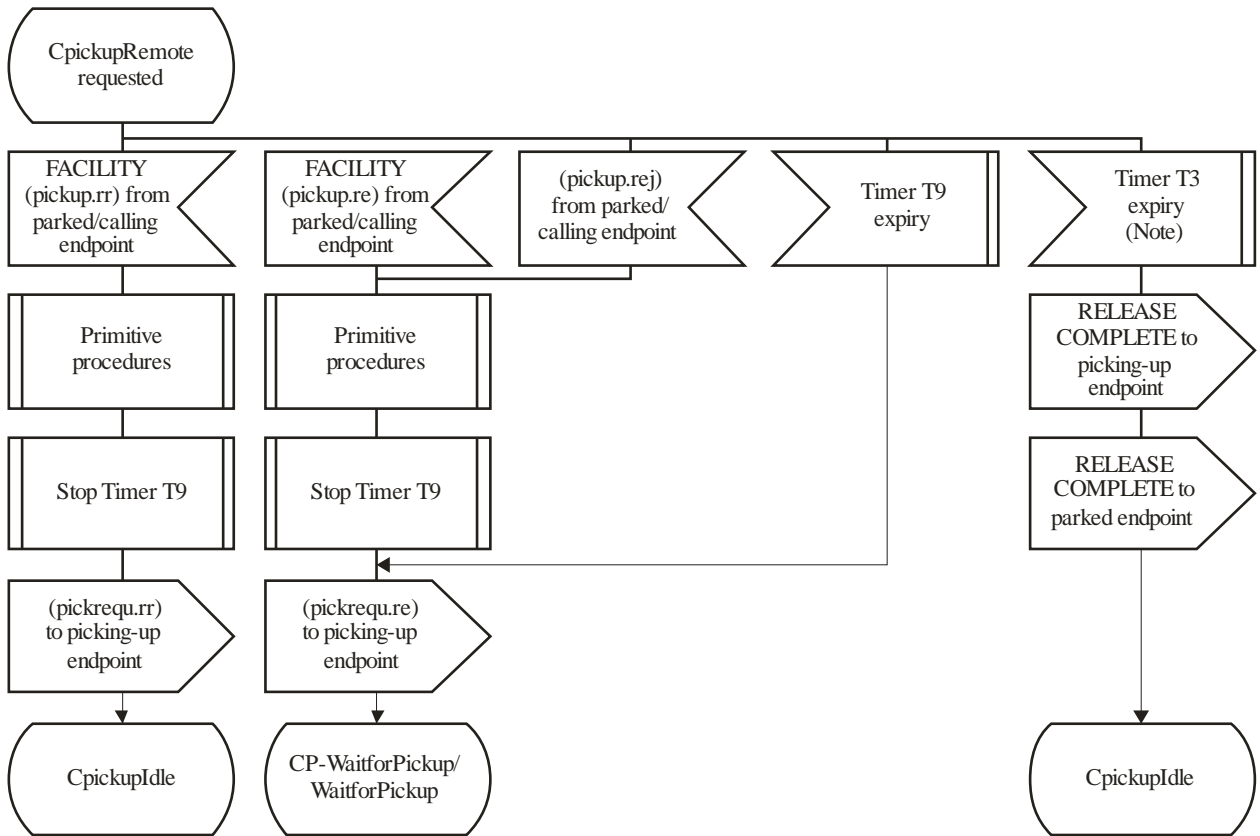 CpickupRemote
requested
FACILITY
(pickup.rr) from
parked/calling
endpoint
FACILITY
(pickup.re) from
parked/calling
endpoint
(pickup.rej)
from parked/
calling endpoint
Timer T9
expiry
Timer T3
expiry
(Note)
Primitive
procedures
Primitive
procedures
RELEASE
COMPLETE to
picking-up
endpoint
Stop Timer T9
Stop Timer T9
RELEASE
COMPLETE to
parked endpoint
(pickrequ.rr)
to picking-up
endpoint
(pickrequ.re)
to picking-up
endpoint
CpickupIdle
CP-WaitforPickup/
WaitforPickup
CpickupIdle